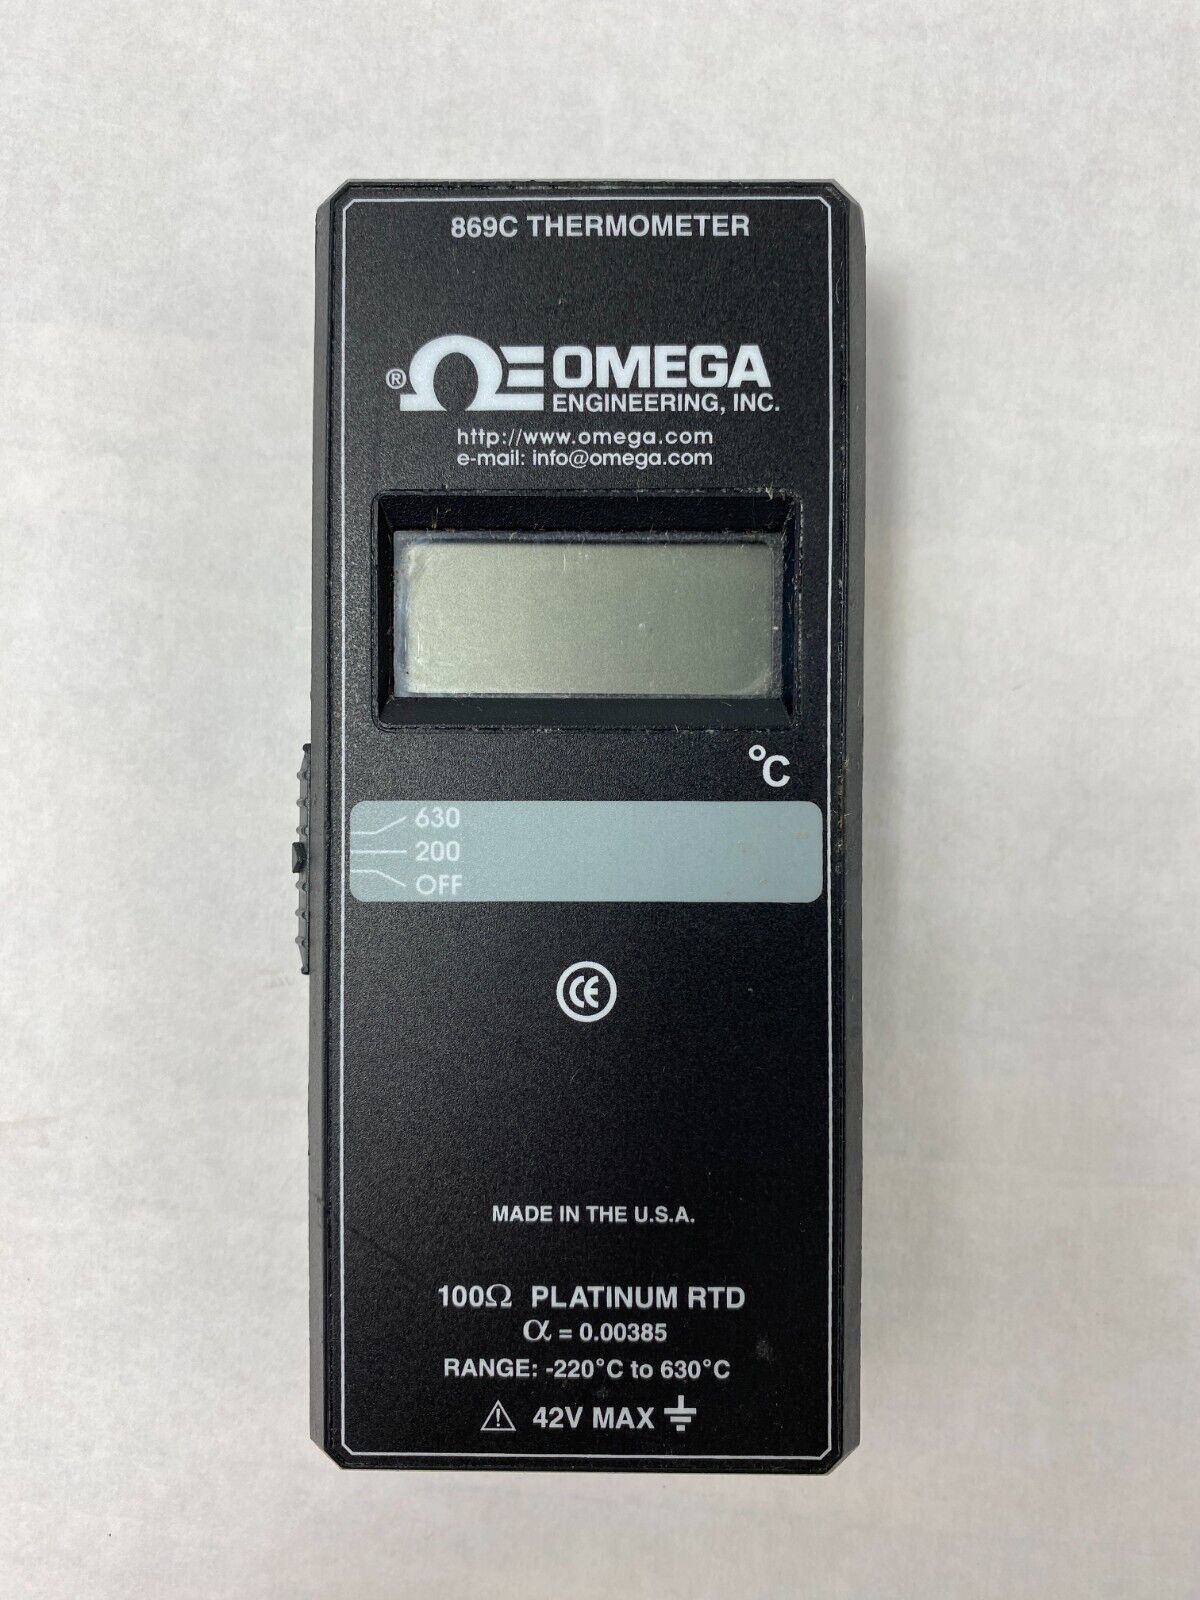 869C THERMOMETER
® ΩE OMEGA
ENGINEERING, INC.
http://www.omega.com
e-mail: info@omega.com
°C
630
200
OFF
CE
MADE IN THE U.S.A.
100Ω PLATINUM RTD
α = 0.00385
RANGE: -220°C to 630°C
⚠ 42V MAX ⏚